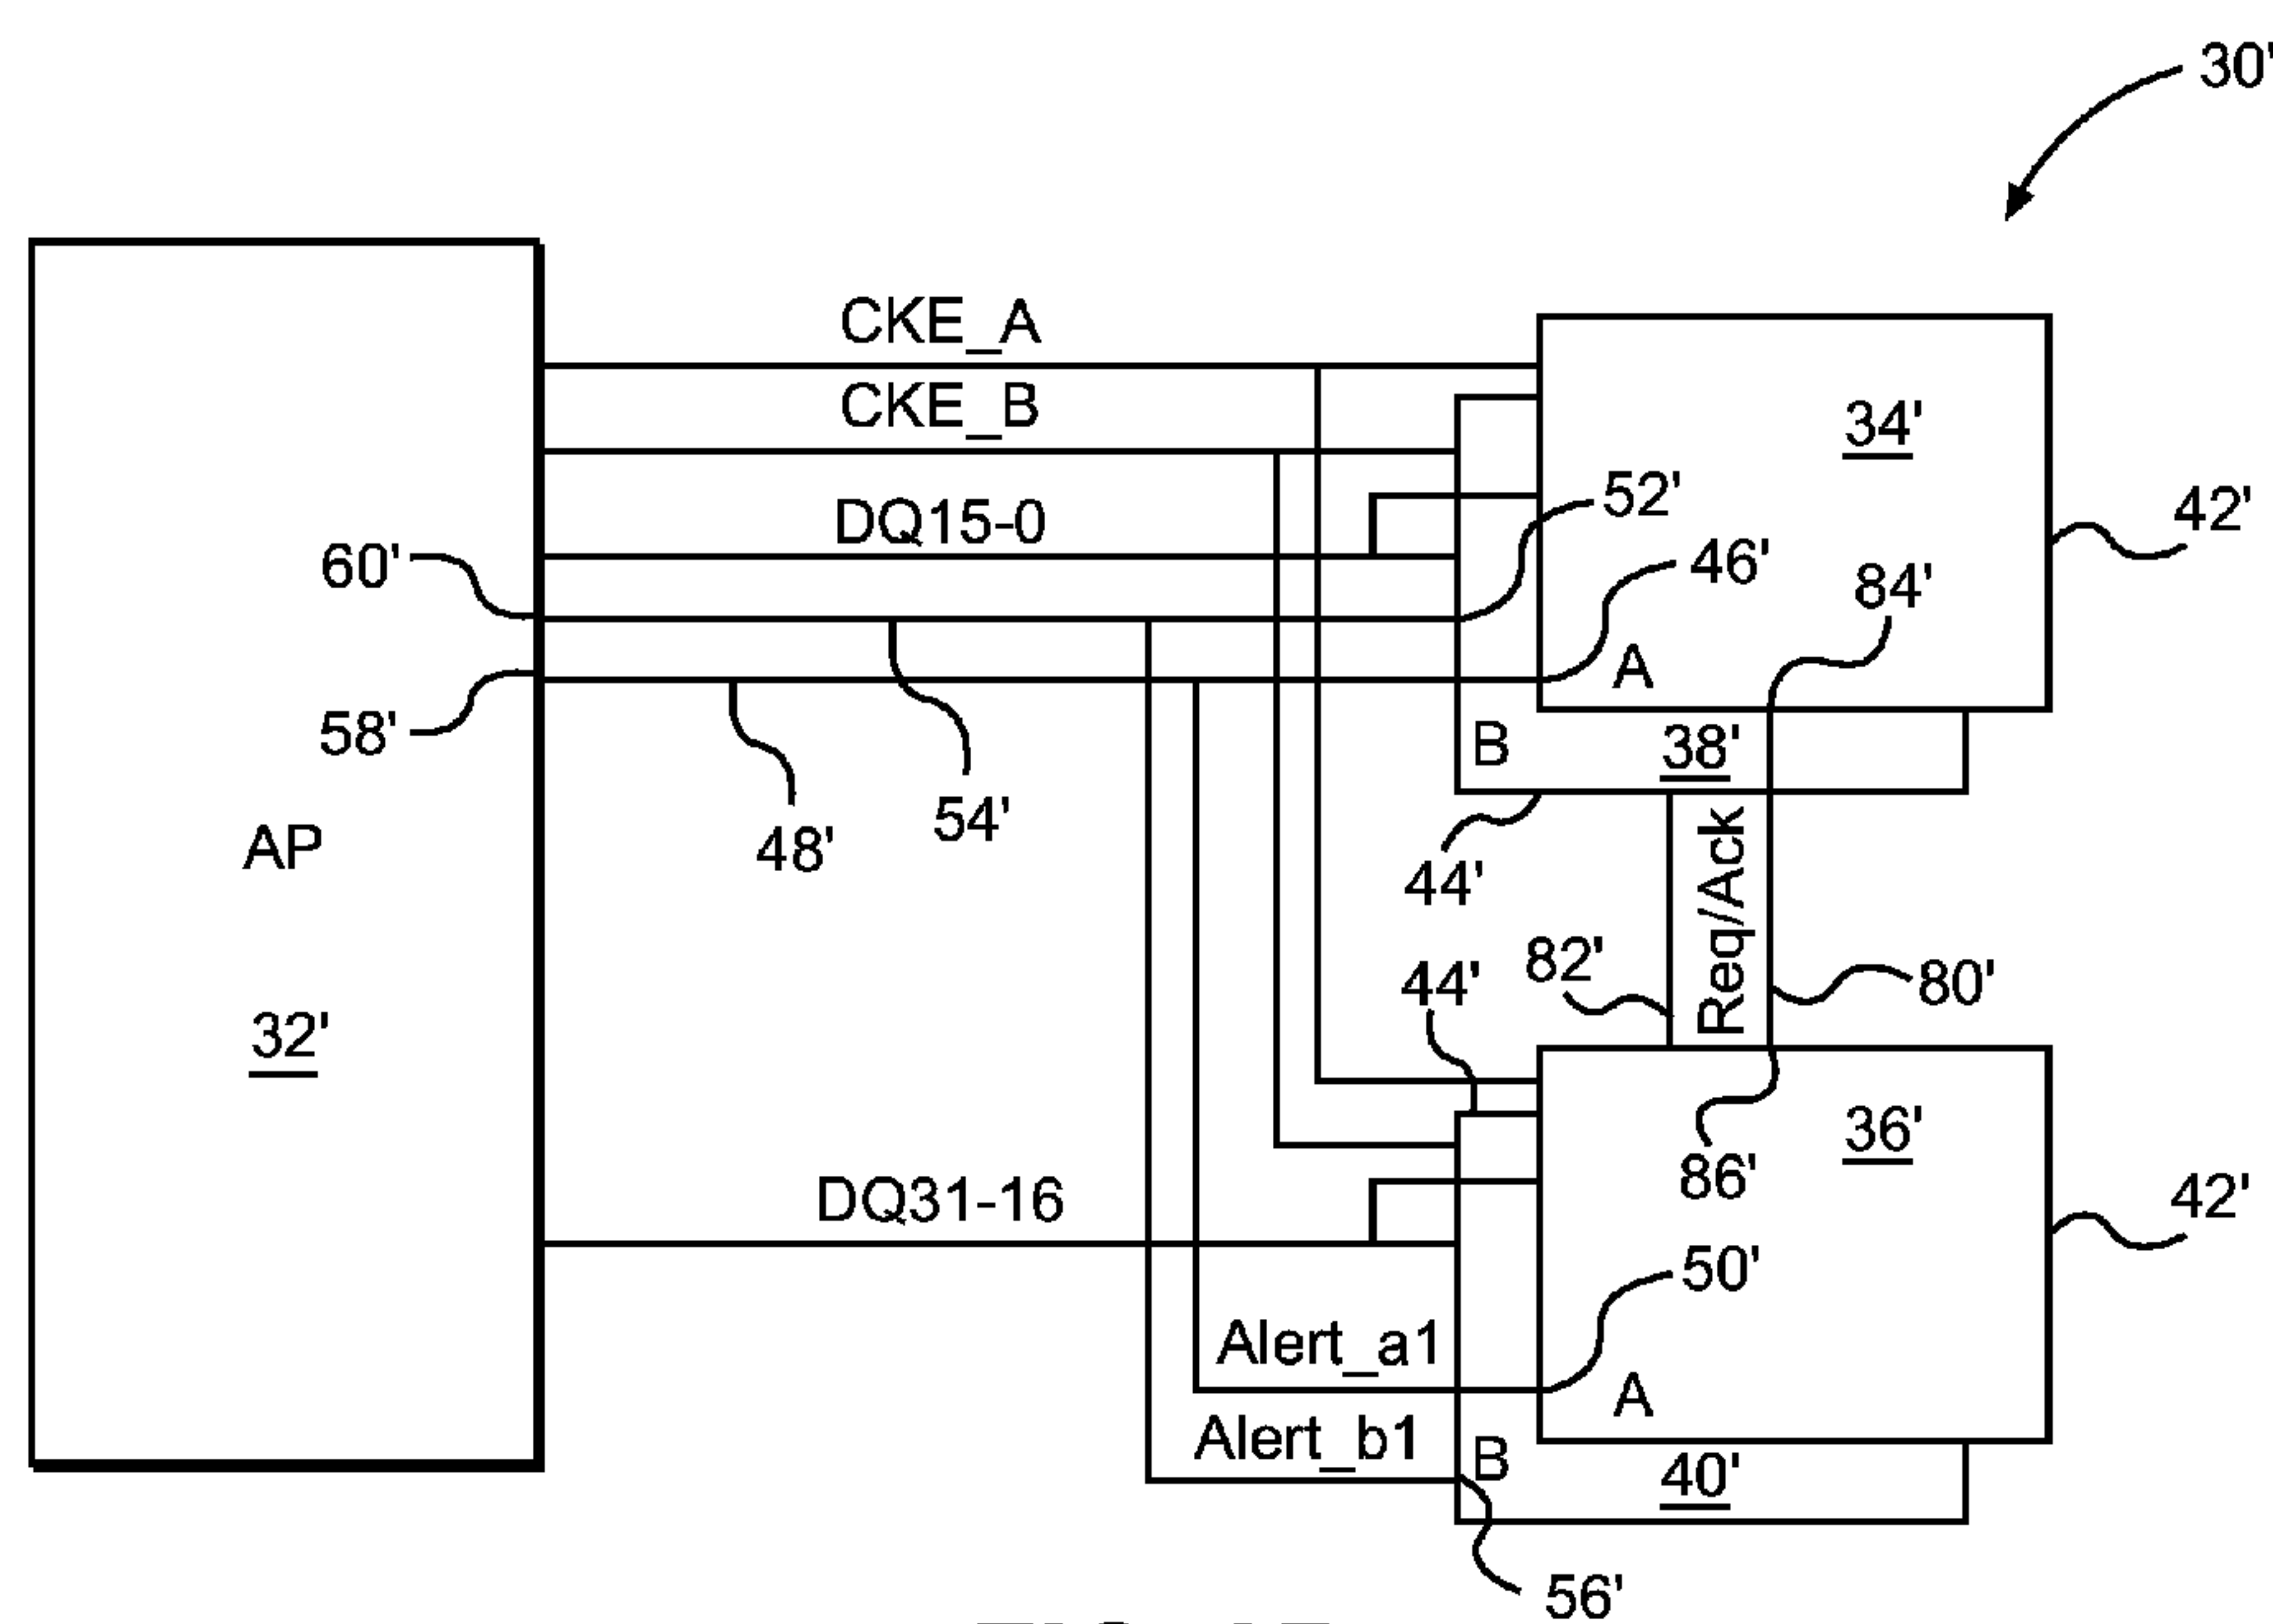 30'
CKE_A
CKE_B
34'
DQ15-0
52'
42'
60'
46'
84'
A
58'
B
38'
48'
54'
AP
44'
Req/Ack
82'
44'
80'
32'
36'
86'
42'
DQ31-16
50'
Alert_a1
A
Alert_b1
B
40'
56'